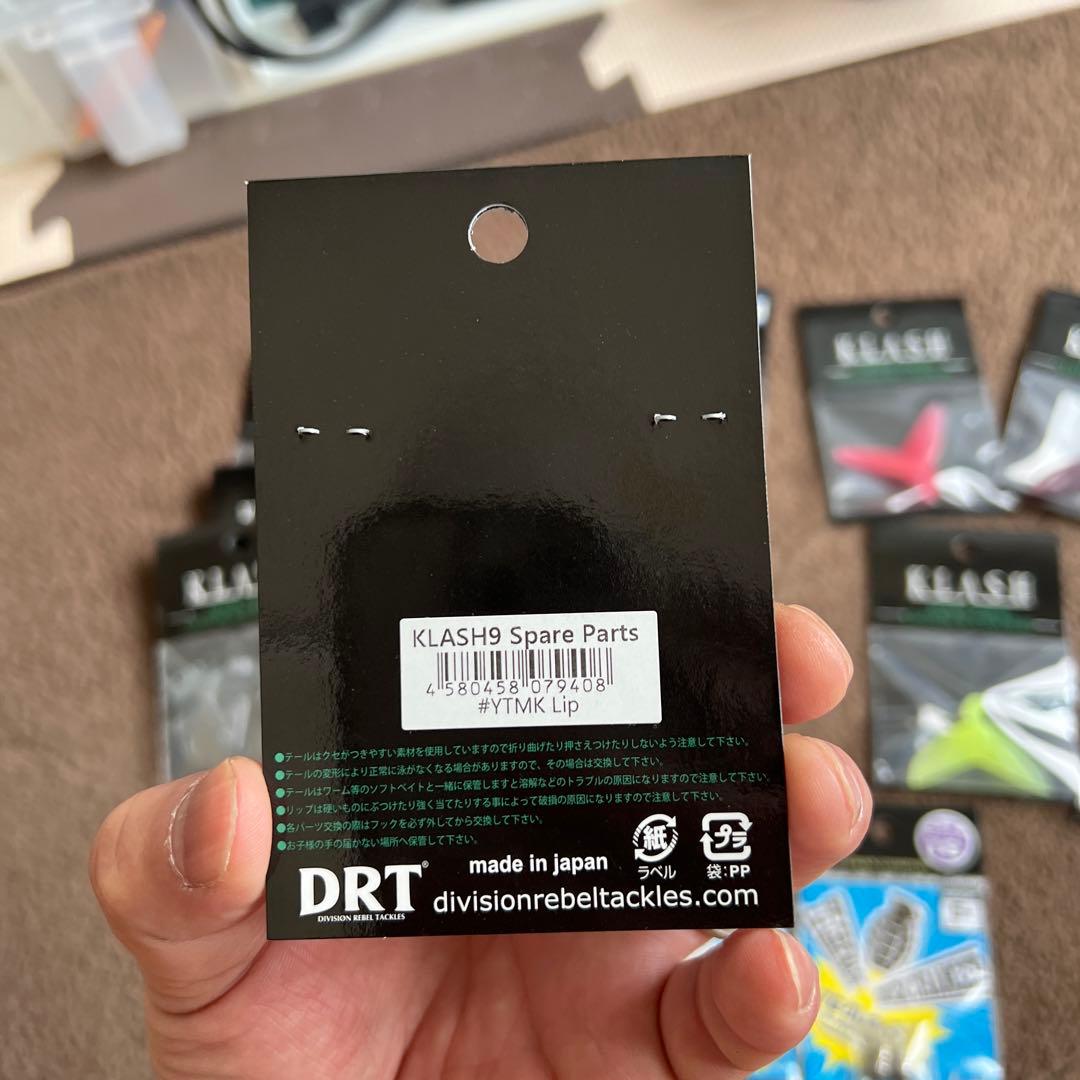 KLASH9 Spare Parts
4 580458 079408
#YTMK Lip
●テールはクセがつきやすい素材を使用していますので折り曲げたり押さえつけたりしないよう注意して下さい。
●テールの変形により正常に泳がなくなる場合がありますので、その場合は交換して下さい。
●テールはワーム等のソフトベイトと一緒に保管しますと溶解などのトラブルの原因になりますので注意して下さい。
●リップは硬いものにぶつけたり強く当てたりする事によって破損の原因になりますので注意して下さい。
●各パーツ交換の際はフックを必ず外してから交換して下さい。
●お子様の手の届かない場所へ保管して下さい。
紙
ラベル
プラ
袋:PP
made in japan
DRT®
DIVISION REBEL TACKLES
divisionrebeltackles.com
KLASH
KLASH
KLA